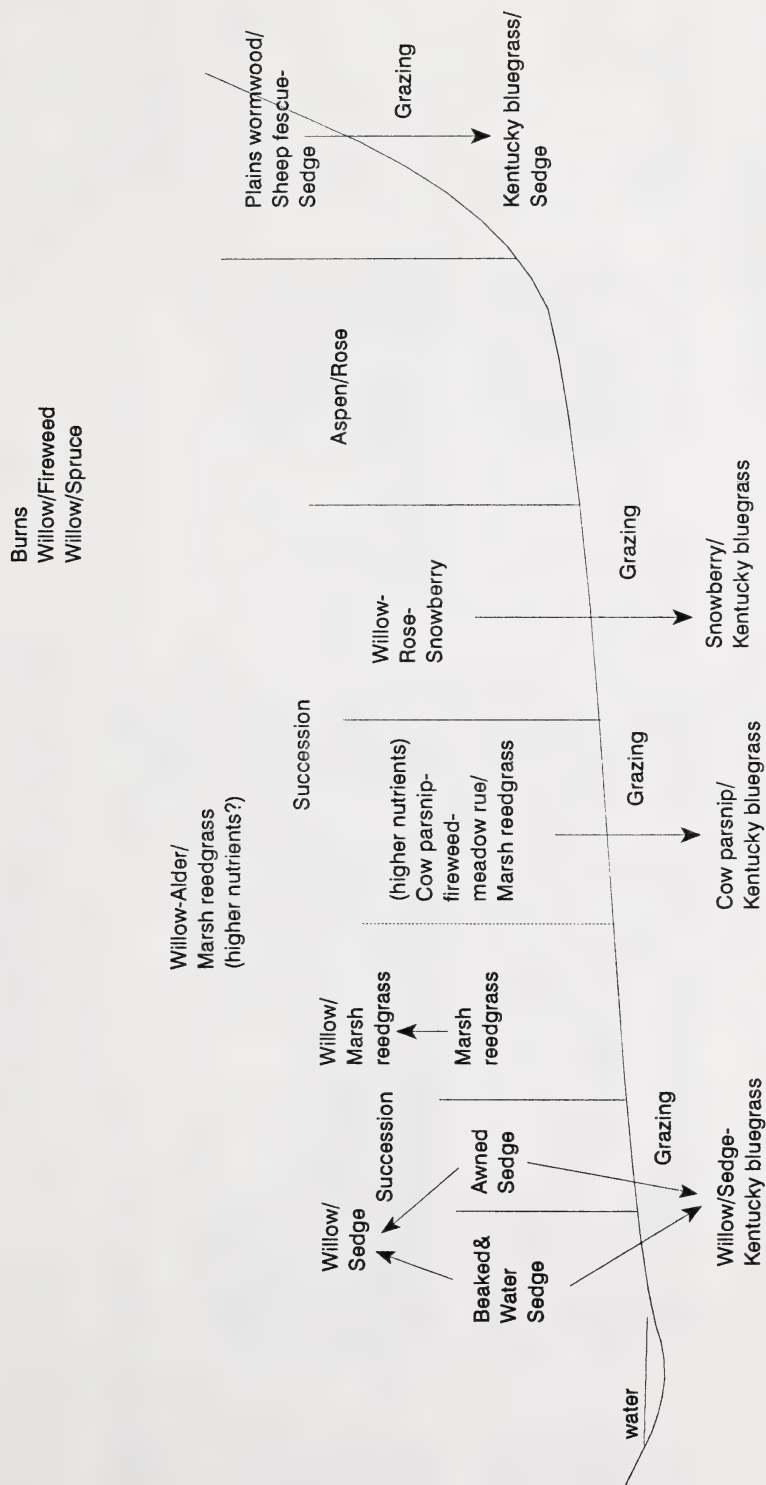 Burns
Willow/Fireweed
Willow/Spruce
Willow-Alder/
Marsh reedgrass
(higher nutrients?)
Succession
Willow/
Sedge
Succession
Willow/
Marsh
reedgrass
Marsh
reedgrass
(higher nutrients)
Cow parsnip-
fireweed-
meadow rue/
Marsh reedgrass
Willow-
Rose-
Snowberry
Aspen/Rose
Plains wormwood/
Sheep fescue-
Sedge
Grazing
Beaked&
Water
Sedge
Awned
Sedge
water
Grazing
Grazing
Grazing
Willow/Sedge-
Kentucky bluegrass
Cow parsnip/
Kentucky bluegrass
Snowberry/
Kentucky bluegrass
Kentucky bluegrass/
Sedge